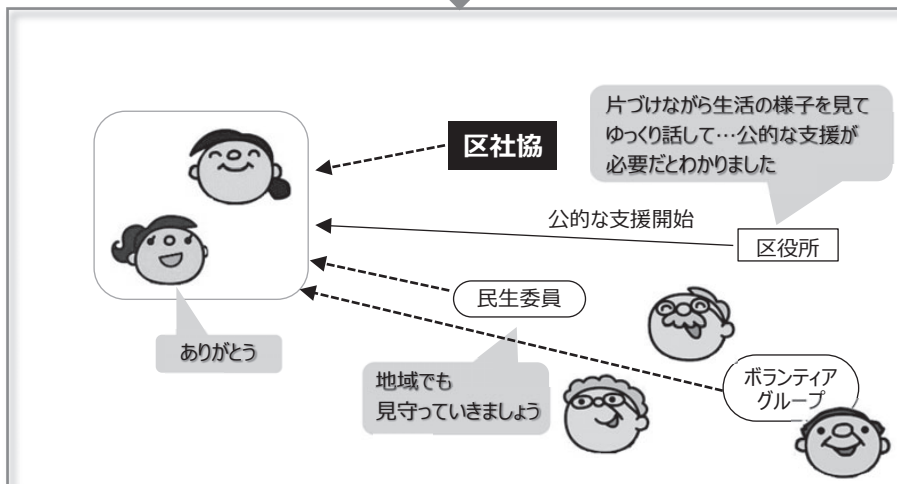 片づけながら生活の様子を見て
ゆっくり話して…公的な支援が
必要だとわかりました
区社協
公的な支援開始
区役所
民生委員
ありがとう
地域でも
見守っていきましょう
ボランティア
グループ